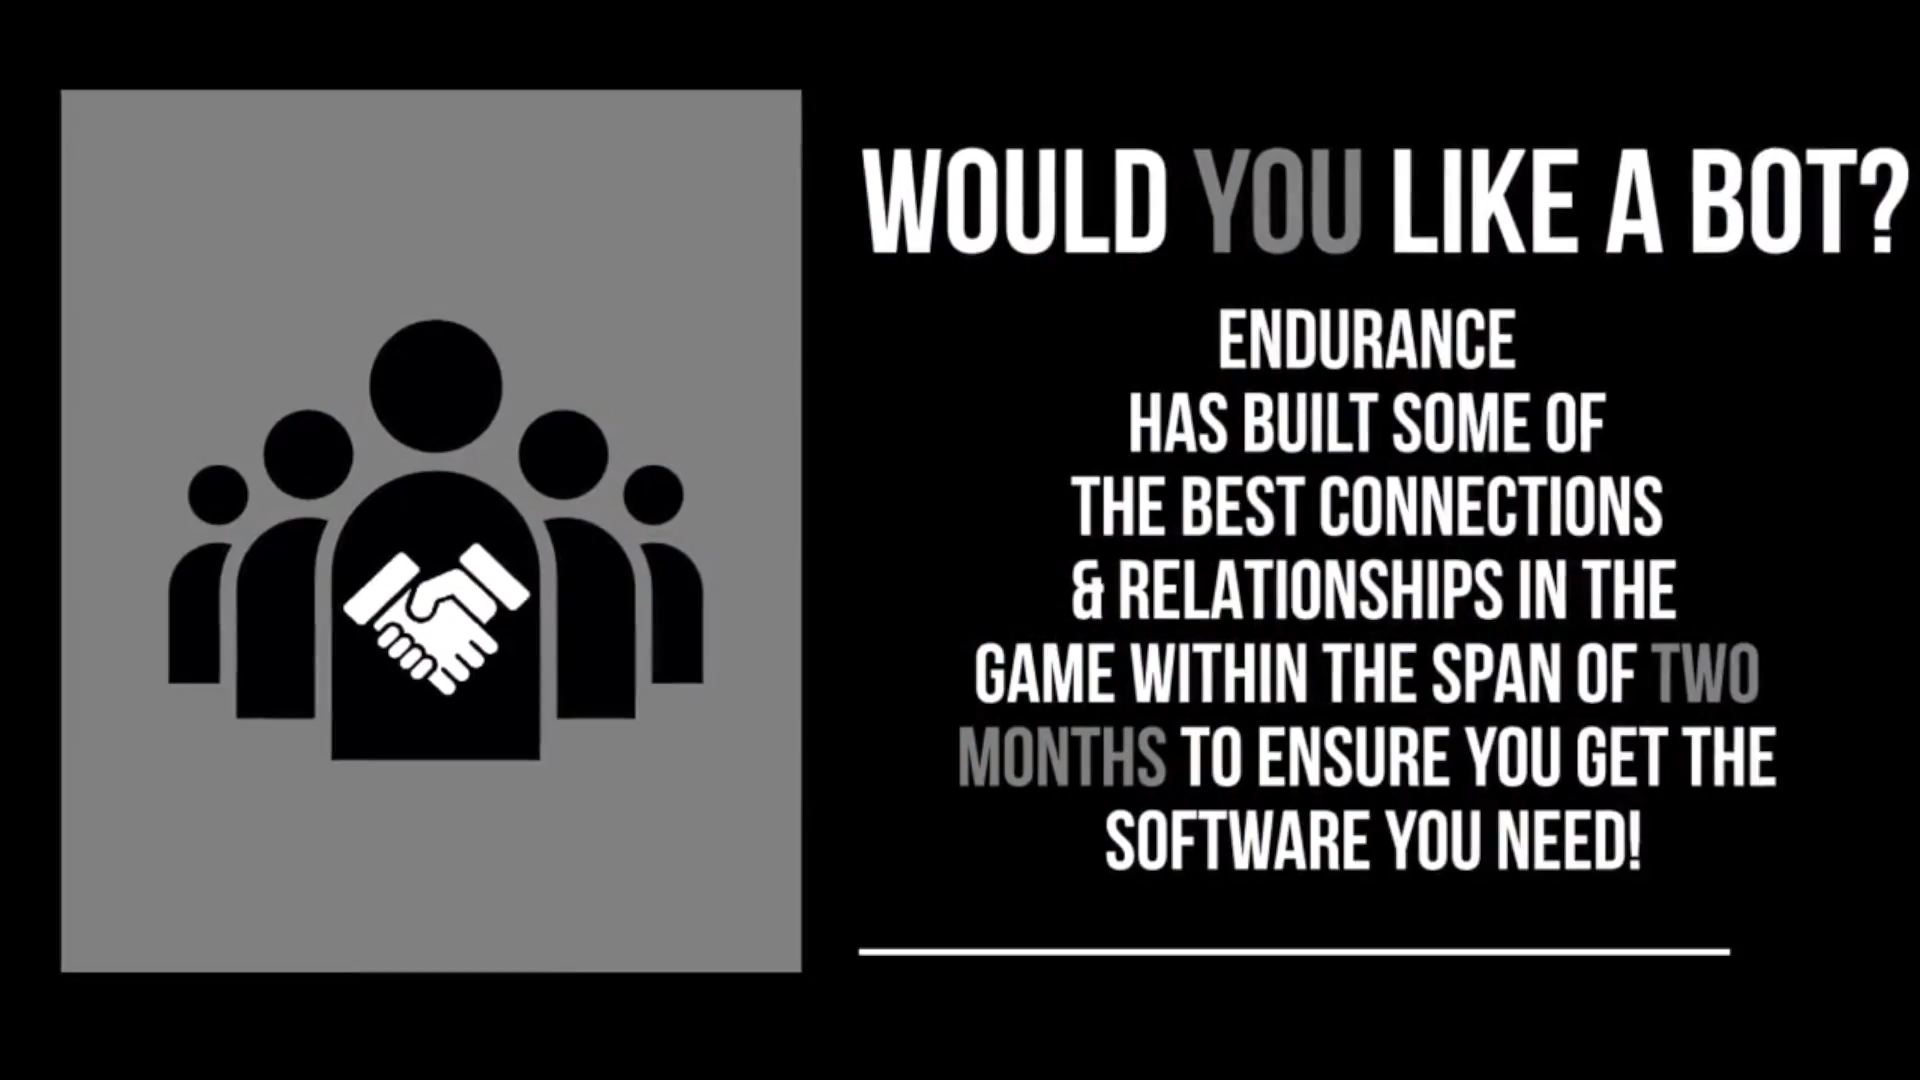 WOULD YOU LIKE A BOT?
ENDURANCE
HAS BUILT SOME OF
THE BEST CONNECTIONS
& RELATIONSHIPS IN THE
GAME WITHIN THE SPAN OF TWO
MONTHS TO ENSURE YOU GET THE
SOFTWARE YOU NEED!